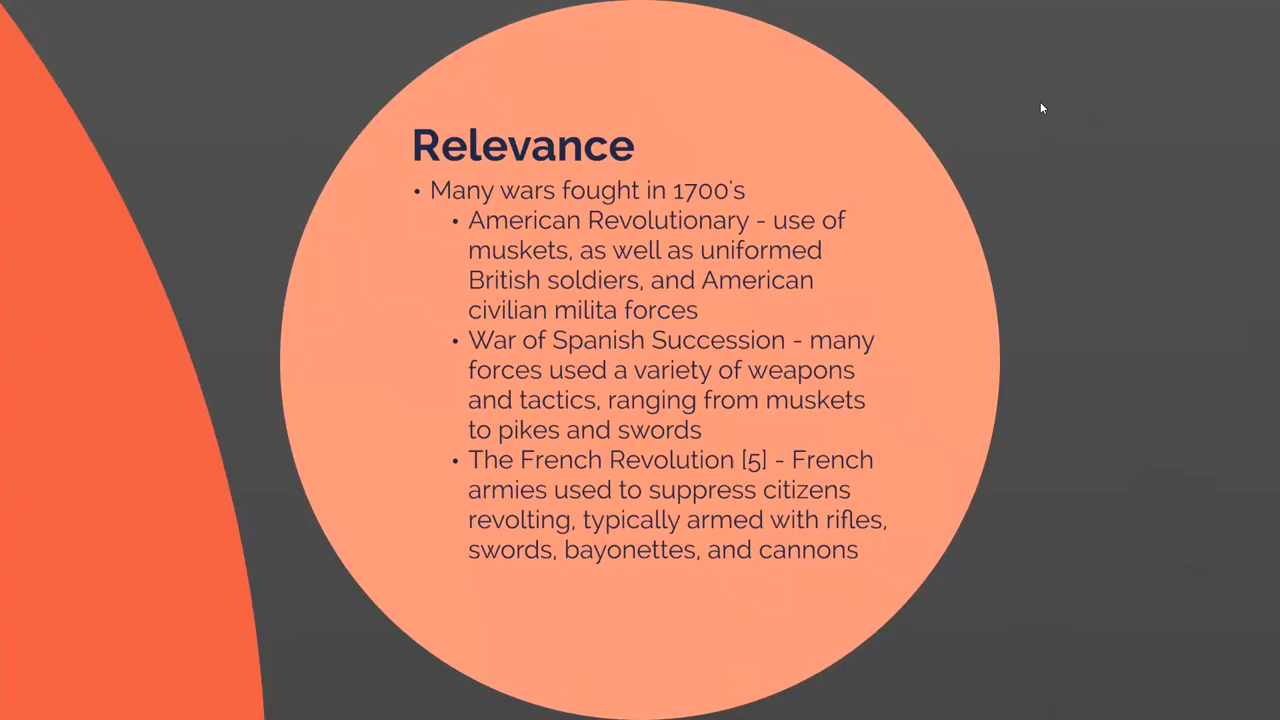 Relevance
• Many wars fought in 1700's
• American Revolutionary - use of
muskets, as well as uniformed
British soldiers, and American
civilian milita forces
• War of Spanish Succession - many
forces used a variety of weapons
and tactics, ranging from muskets
to pikes and swords
• The French Revolution [5] - French
armies used to suppress citizens
revolting, typically armed with rifles,
swords, bayonettes, and cannons